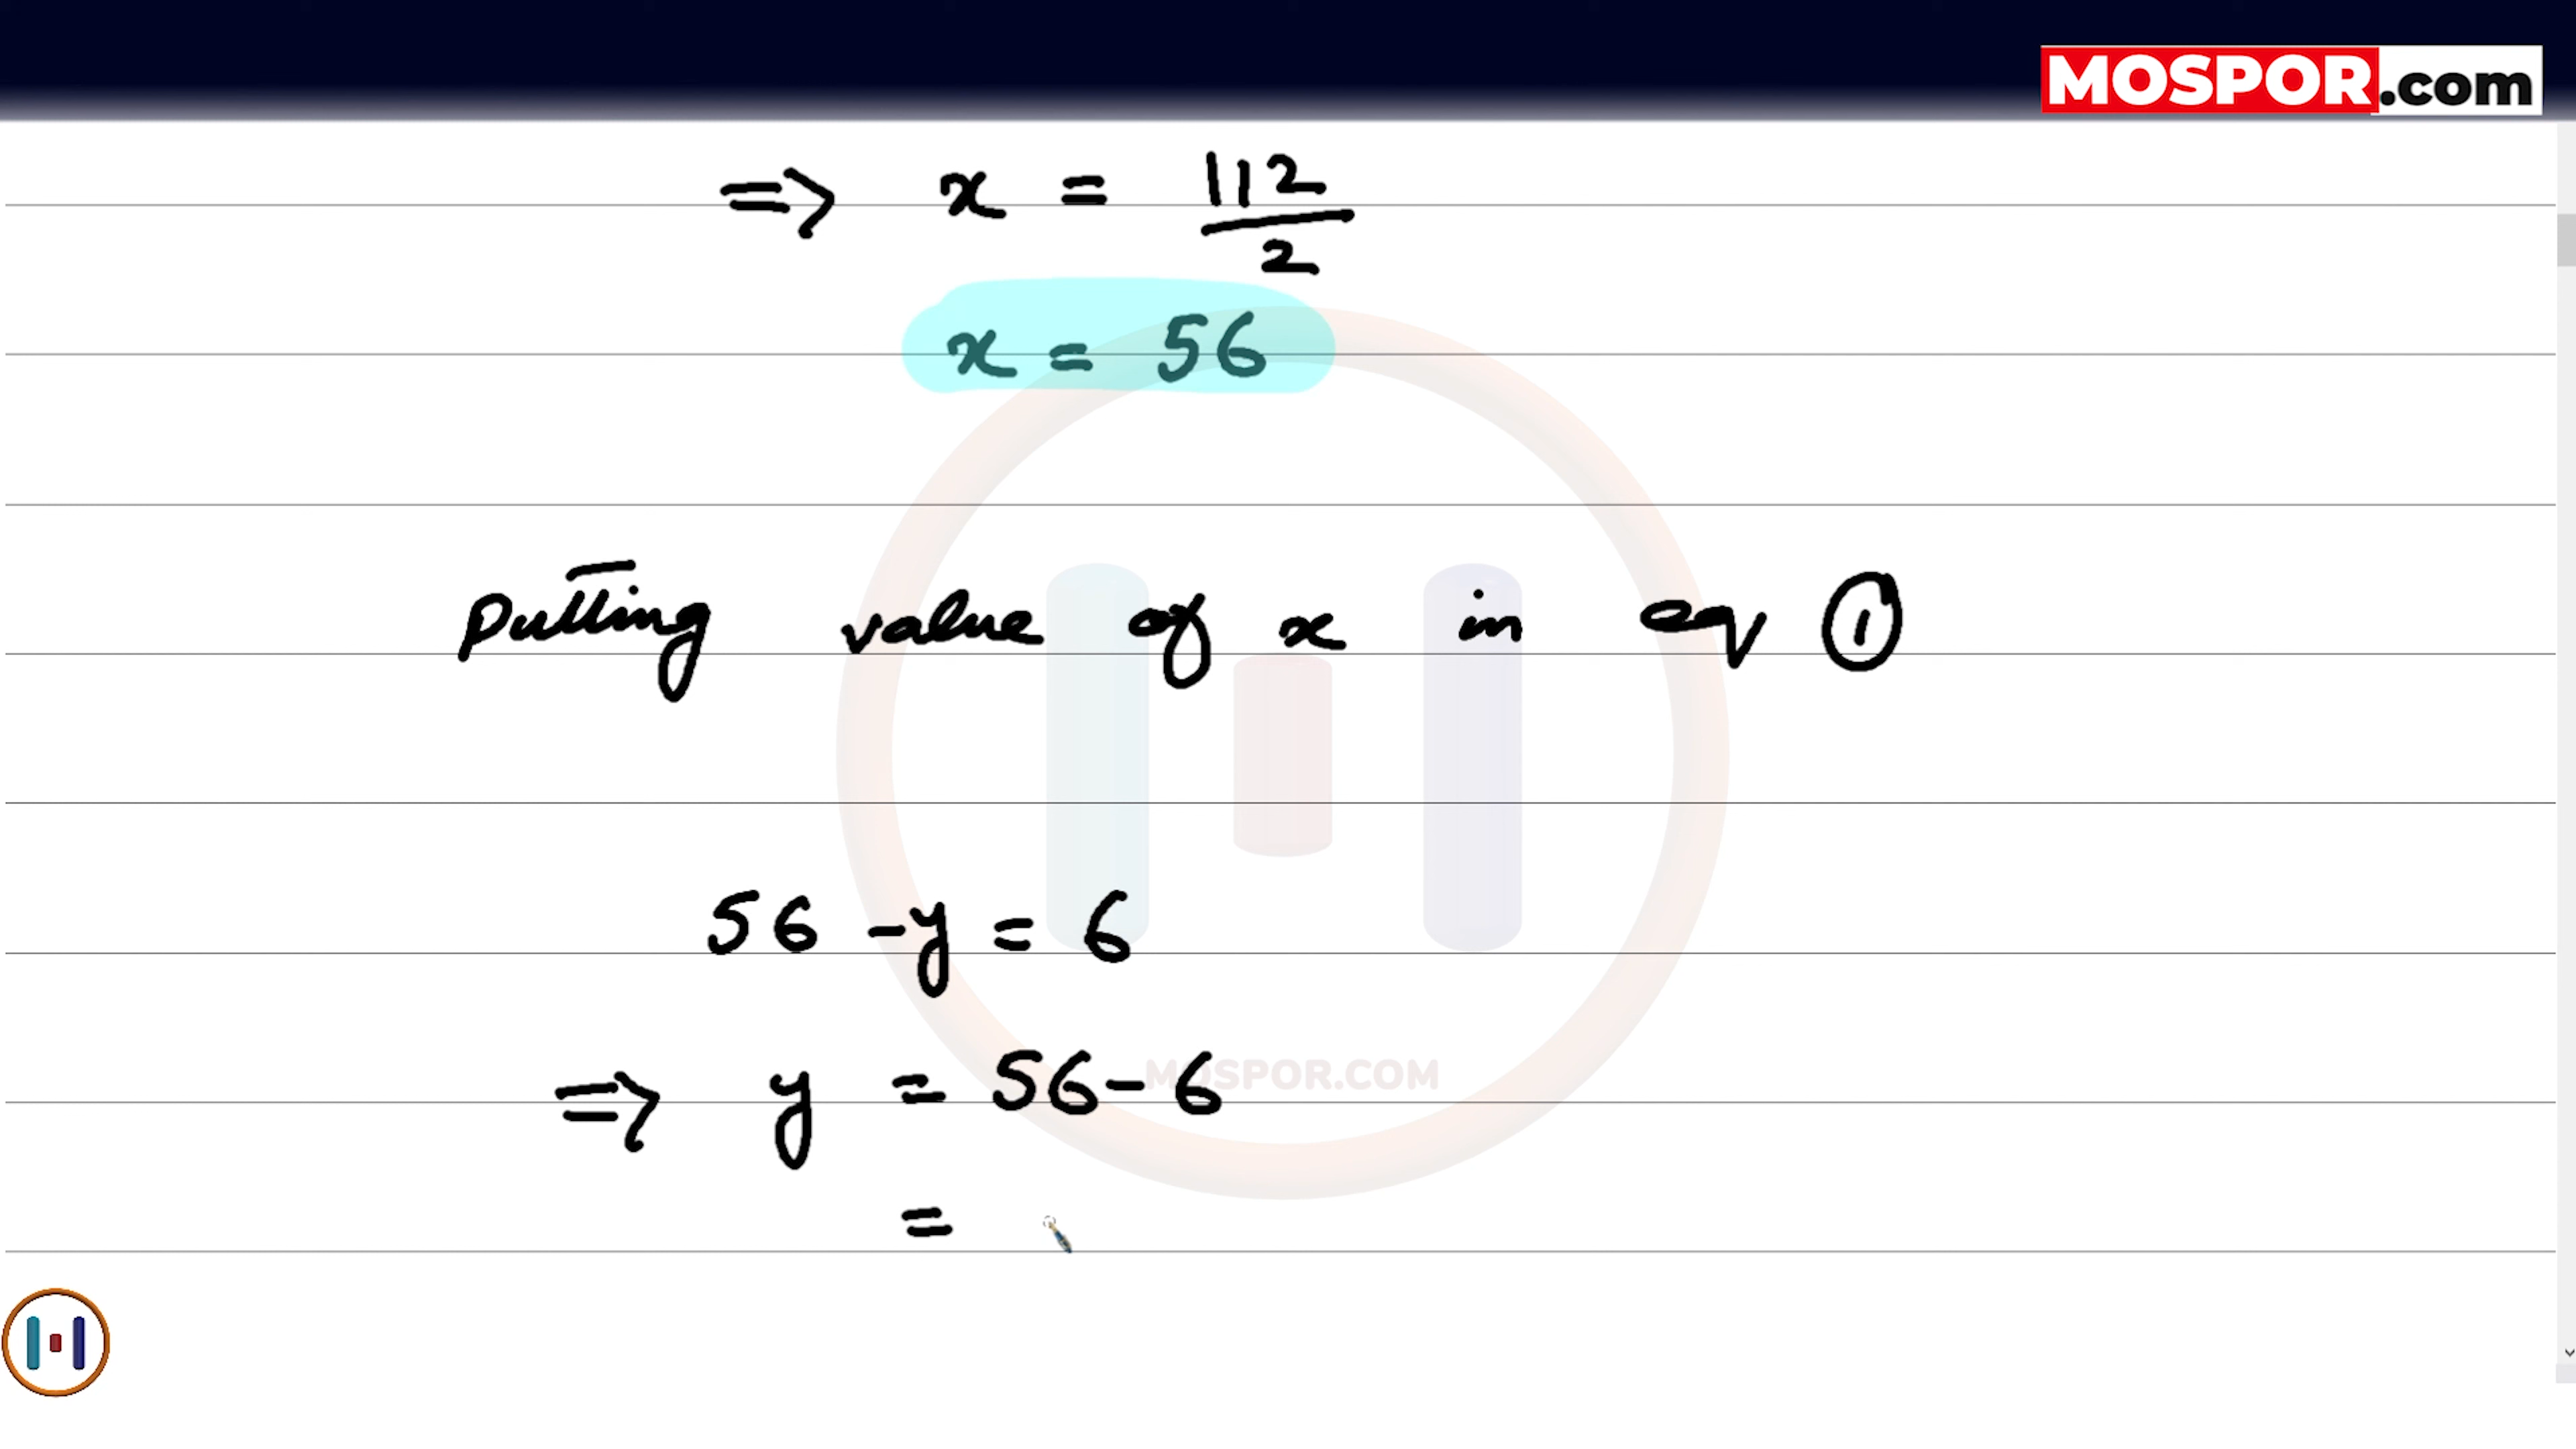 MOSPOR.com
=> x = 112/2
x = 56
Putting value of x in eq ①
56 - y = 6
=> y = 56 - 6
MOSPOR.COM
=